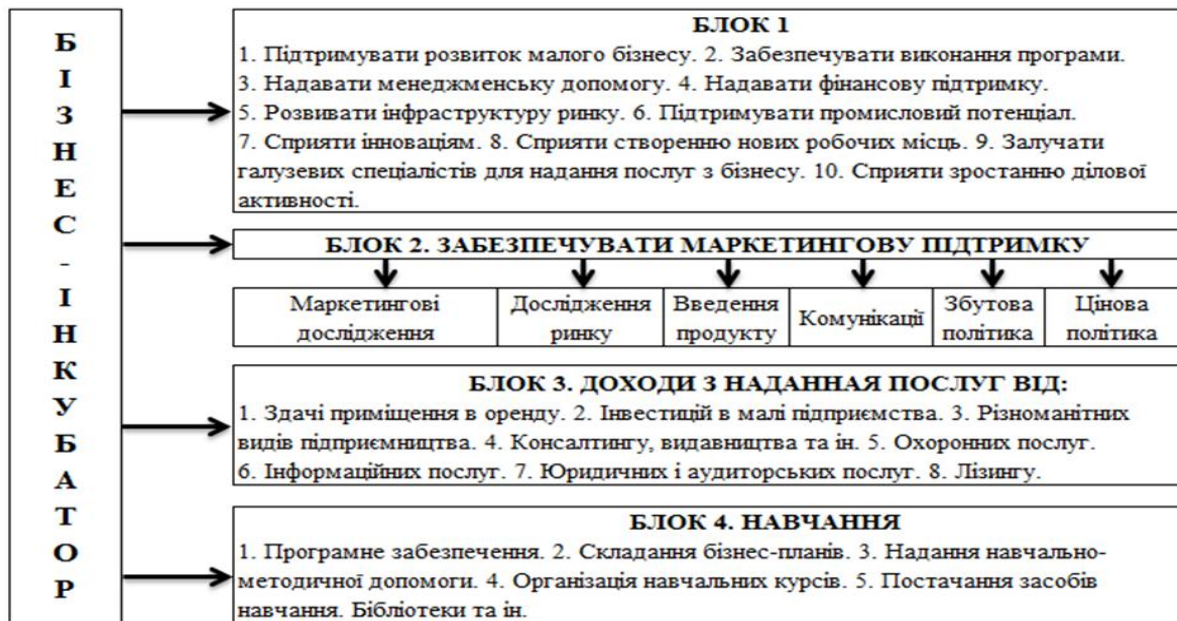 БІЗНЕС-ІНКУБАТОР
БЛОК 1
1. Підтримувати розвиток малого бізнесу. 2. Забезпечувати виконання програми.
3. Надавати менеджменську допомогу. 4. Надавати фінансову підтримку.
5. Розвивати інфраструктуру ринку. 6. Підтримувати промисловий потенціал.
7. Сприяти інноваціям. 8. Сприяти створенню нових робочих місць. 9. Залучати
галузевих спеціалістів для надання послуг з бізнесу. 10. Сприяти зростанню ділової
активності.
БЛОК 2. ЗАБЕЗПЕЧУВАТИ МАРКЕТИНГОВУ ПІДТРИМКУ
Маркетингові
дослідження
Дослідження
ринку
Введення
продукту
Комунікації
Збутова
політика
Цінова
політика
БЛОК 3. ДОХОДИ З НАДАННАЯ ПОСЛУГ ВІД:
1. Здачі приміщення в оренду. 2. Інвестицій в малі підприємства. 3. Різноманітних
видів підприємництва. 4. Консалтингу, видавництва та ін. 5. Охоронних послуг.
6. Інформаційних послуг. 7. Юридичних і аудиторських послуг. 8. Лізингу.
БЛОК 4. НАВЧАННЯ
1. Програмне забезпечення. 2. Складання бізнес-планів. 3. Надання навчально-
методичної допомоги. 4. Організація навчальних курсів. 5. Постачання засобів
навчання. Бібліотеки та ін.